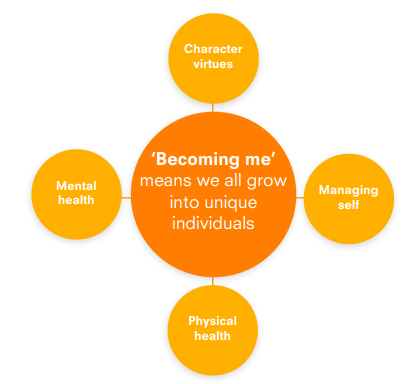 Character
virtues
'Becoming me'
means we all grow
into unique
individuals
Mental
health
Managing
self
Physical
health